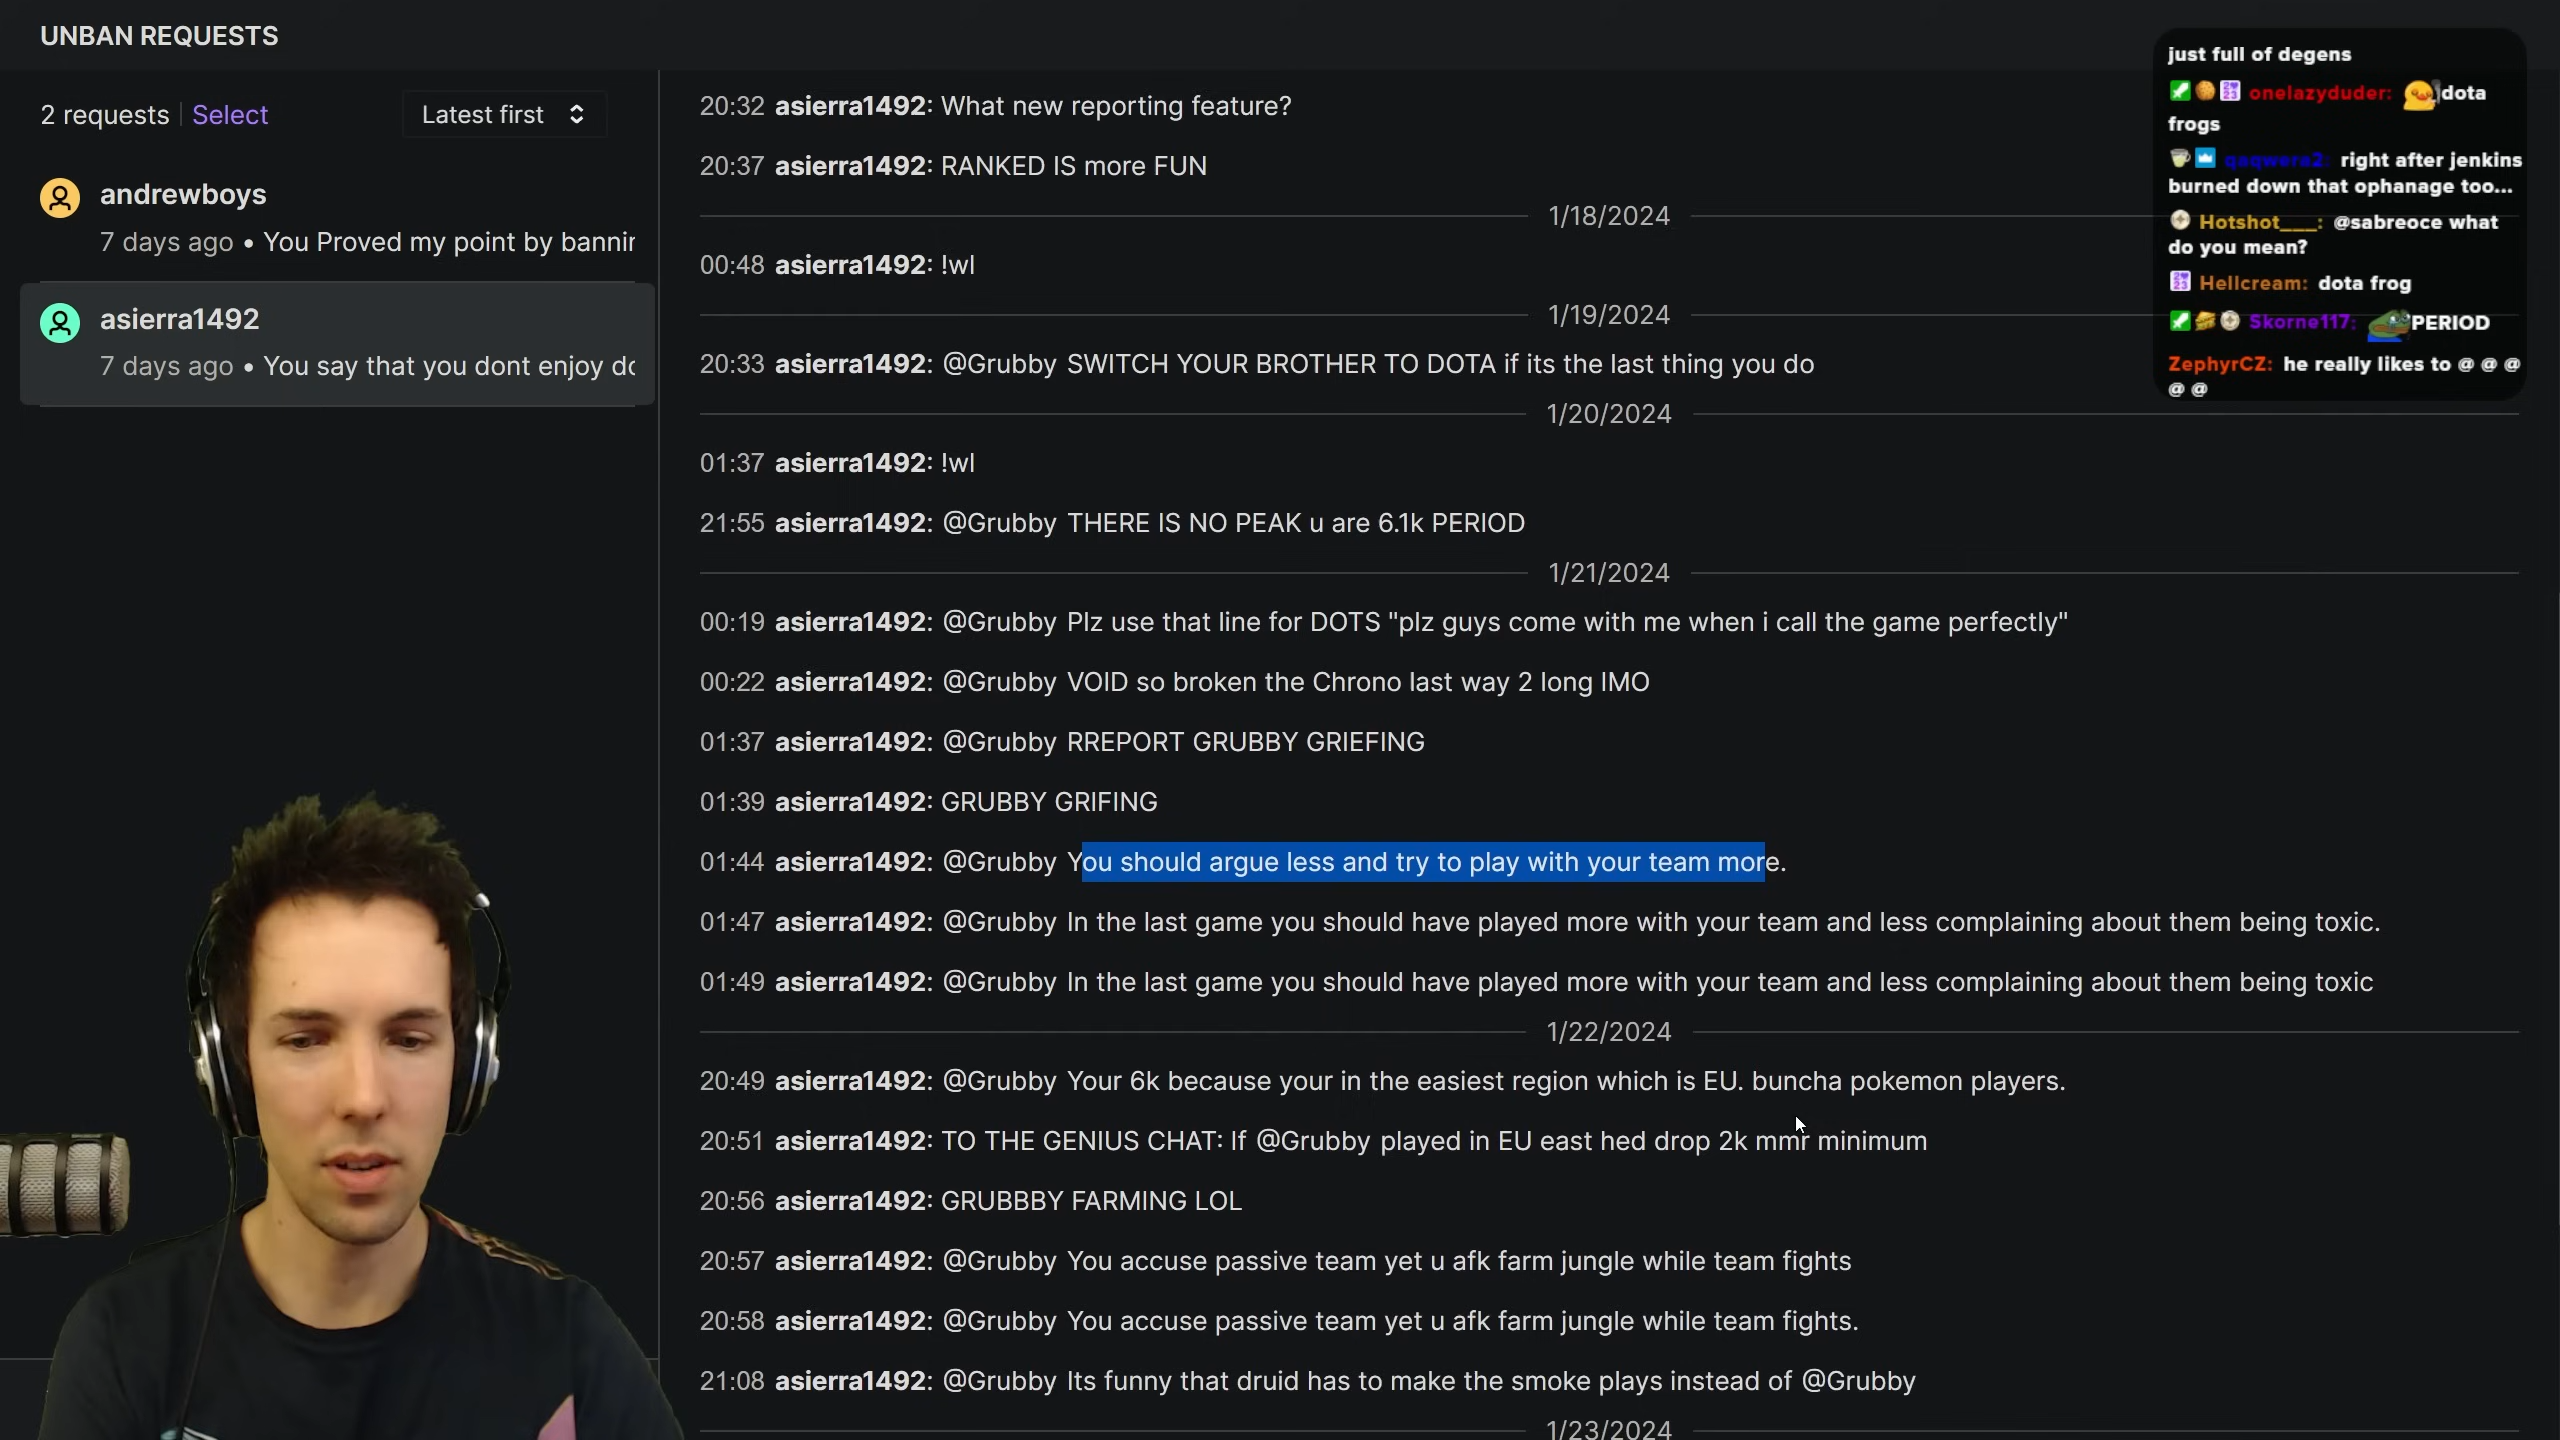 UNBAN REQUESTS
2 requests
Select
Latest first
andrewboys
7 days ago • You Proved my point by bannin
asierra1492
7 days ago • You say that you dont enjoy do
20:32 asierra1492: What new reporting feature?
20:37 asierra1492: RANKED IS more FUN
1/18/2024
00:48 asierra1492: !wl
1/19/2024
20:33 asierra1492: @Grubby SWITCH YOUR BROTHER TO DOTA if its the last thing you do
1/20/2024
01:37 asierra1492: !wl
21:55 asierra1492: @Grubby THERE IS NO PEAK u are 6.1k PERIOD
1/21/2024
00:19 asierra1492: @Grubby Plz use that line for DOTS "plz guys come with me when i call the game perfectly"
00:22 asierra1492: @Grubby VOID so broken the Chrono last way 2 long IMO
01:37 asierra1492: @Grubby RREPORT GRUBBY GRIEFING
01:39 asierra1492: GRUBBY GRIFING
01:44 asierra1492: @Grubby You should argue less and try to play with your team more.
01:47 asierra1492: @Grubby In the last game you should have played more with your team and less complaining about them being toxic.
01:49 asierra1492: @Grubby In the last game you should have played more with your team and less complaining about them being toxic
1/22/2024
20:49 asierra1492: @Grubby Your 6k because your in the easiest region which is EU. buncha pokemon players.
20:51 asierra1492: TO THE GENIUS CHAT: If @Grubby played in EU east hed drop 2k mmr minimum
20:56 asierra1492: GRUBBBY FARMING LOL
20:57 asierra1492: @Grubby You accuse passive team yet u afk farm jungle while team fights
20:58 asierra1492: @Grubby You accuse passive team yet u afk farm jungle while team fights.
21:08 asierra1492: @Grubby Its funny that druid has to make the smoke plays instead of @Grubby
1/23/2024
just full of degens
onelazyduder: dota
frogs
qaqwera2: right after jenkins
burned down that ophanage too...
Hotshot___: @sabreoce what
do you mean?
Hellcream: dota frog
Skorne117: PERIOD
ZephyrCZ: he really likes to @ @ @
@ @